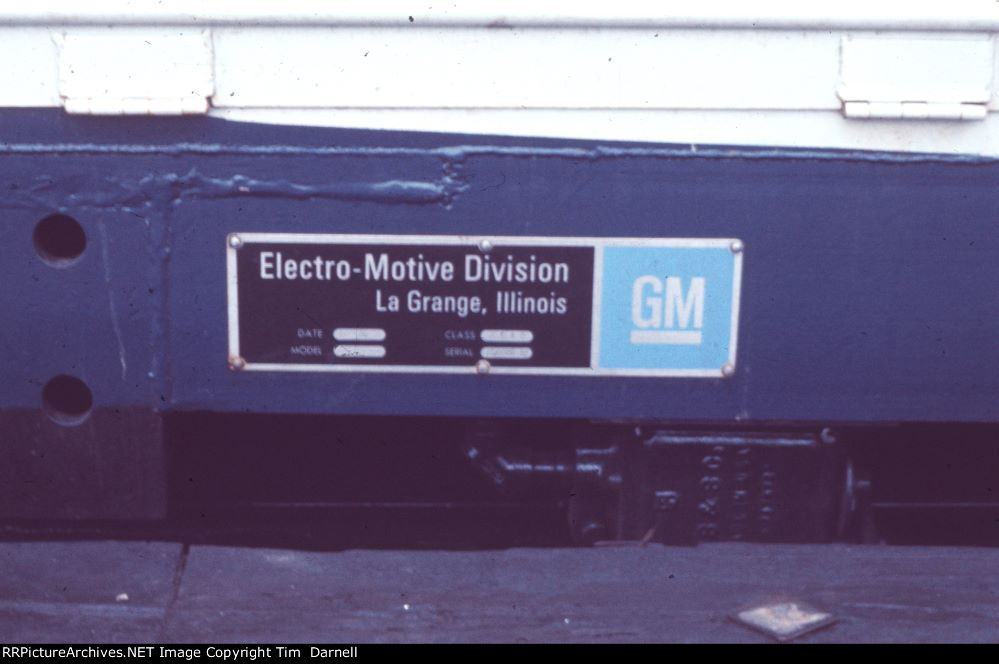 Electro-Motive Division
La Grange, Illinois
GM
DATE
CLASS
MODEL
SERIAL
©RRPictureArchives.NET Image Copyright Tim Darnell